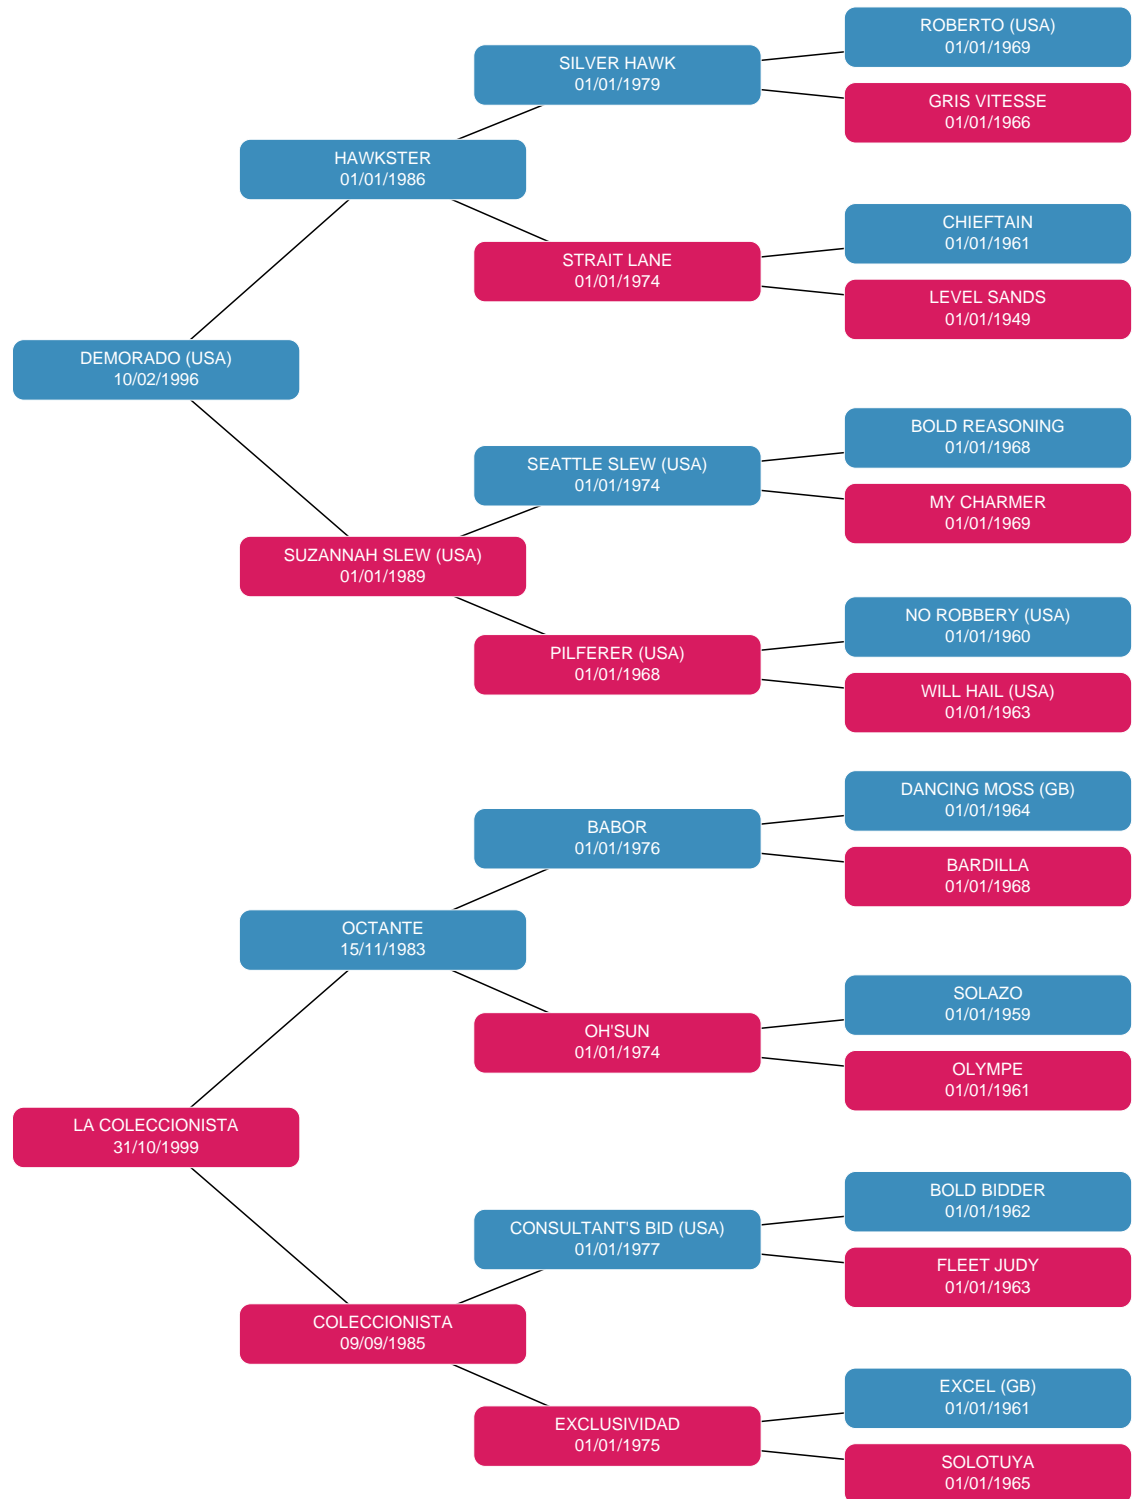 ROBERTO (USA)
01/01/1969
SILVER HAWK
01/01/1979
GRIS VITESSE
01/01/1966
HAWKSTER
01/01/1986
CHIEFTAIN
01/01/1961
STRAIT LANE
01/01/1974
LEVEL SANDS
01/01/1949
DEMORADO (USA)
10/02/1996
BOLD REASONING
01/01/1968
SEATTLE SLEW (USA)
01/01/1974
MY CHARMER
01/01/1969
SUZANNAH SLEW (USA)
01/01/1989
NO ROBBERY (USA)
01/01/1960
PILFERER (USA)
01/01/1968
WILL HAIL (USA)
01/01/1963
DANCING MOSS (GB)
01/01/1964
BABOR
01/01/1976
BARDILLA
01/01/1968
OCTANTE
15/11/1983
SOLAZO
01/01/1959
OH'SUN
01/01/1974
OLYMPE
01/01/1961
LA COLECCIONISTA
31/10/1999
BOLD BIDDER
01/01/1962
CONSULTANT'S BID (USA)
01/01/1977
FLEET JUDY
01/01/1963
COLECCIONISTA
09/09/1985
EXCEL (GB)
01/01/1961
EXCLUSIVIDAD
01/01/1975
SOLOTUYA
01/01/1965